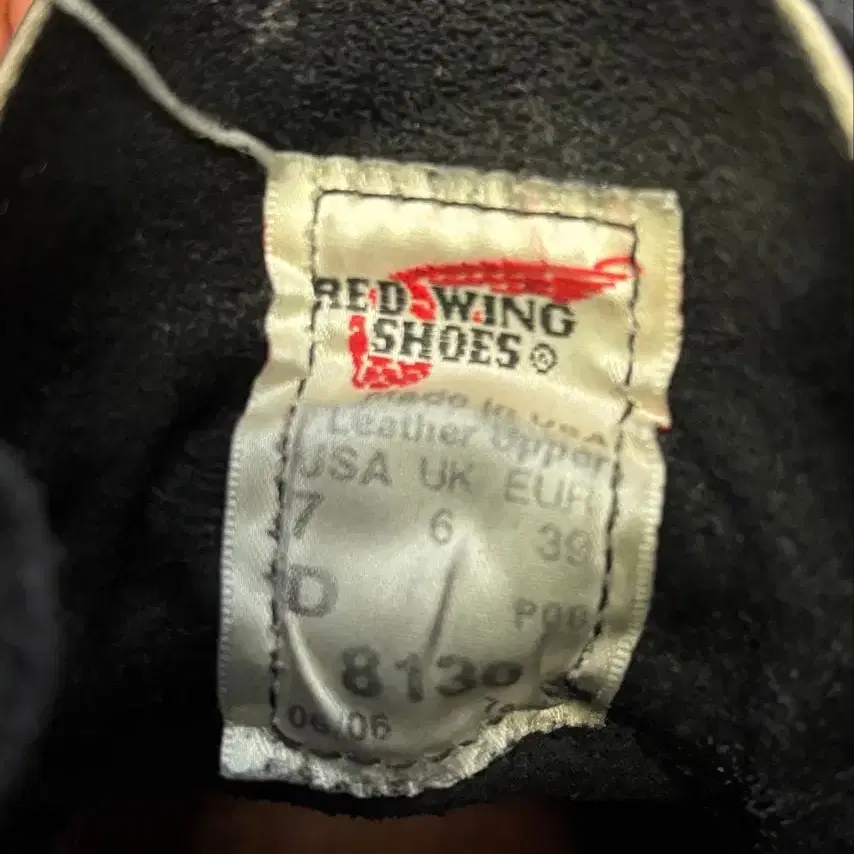 RED WING
SHOES ®
Made in USA
Leather Upper
USA UK EUR
7 6 39
D
8130
06/06